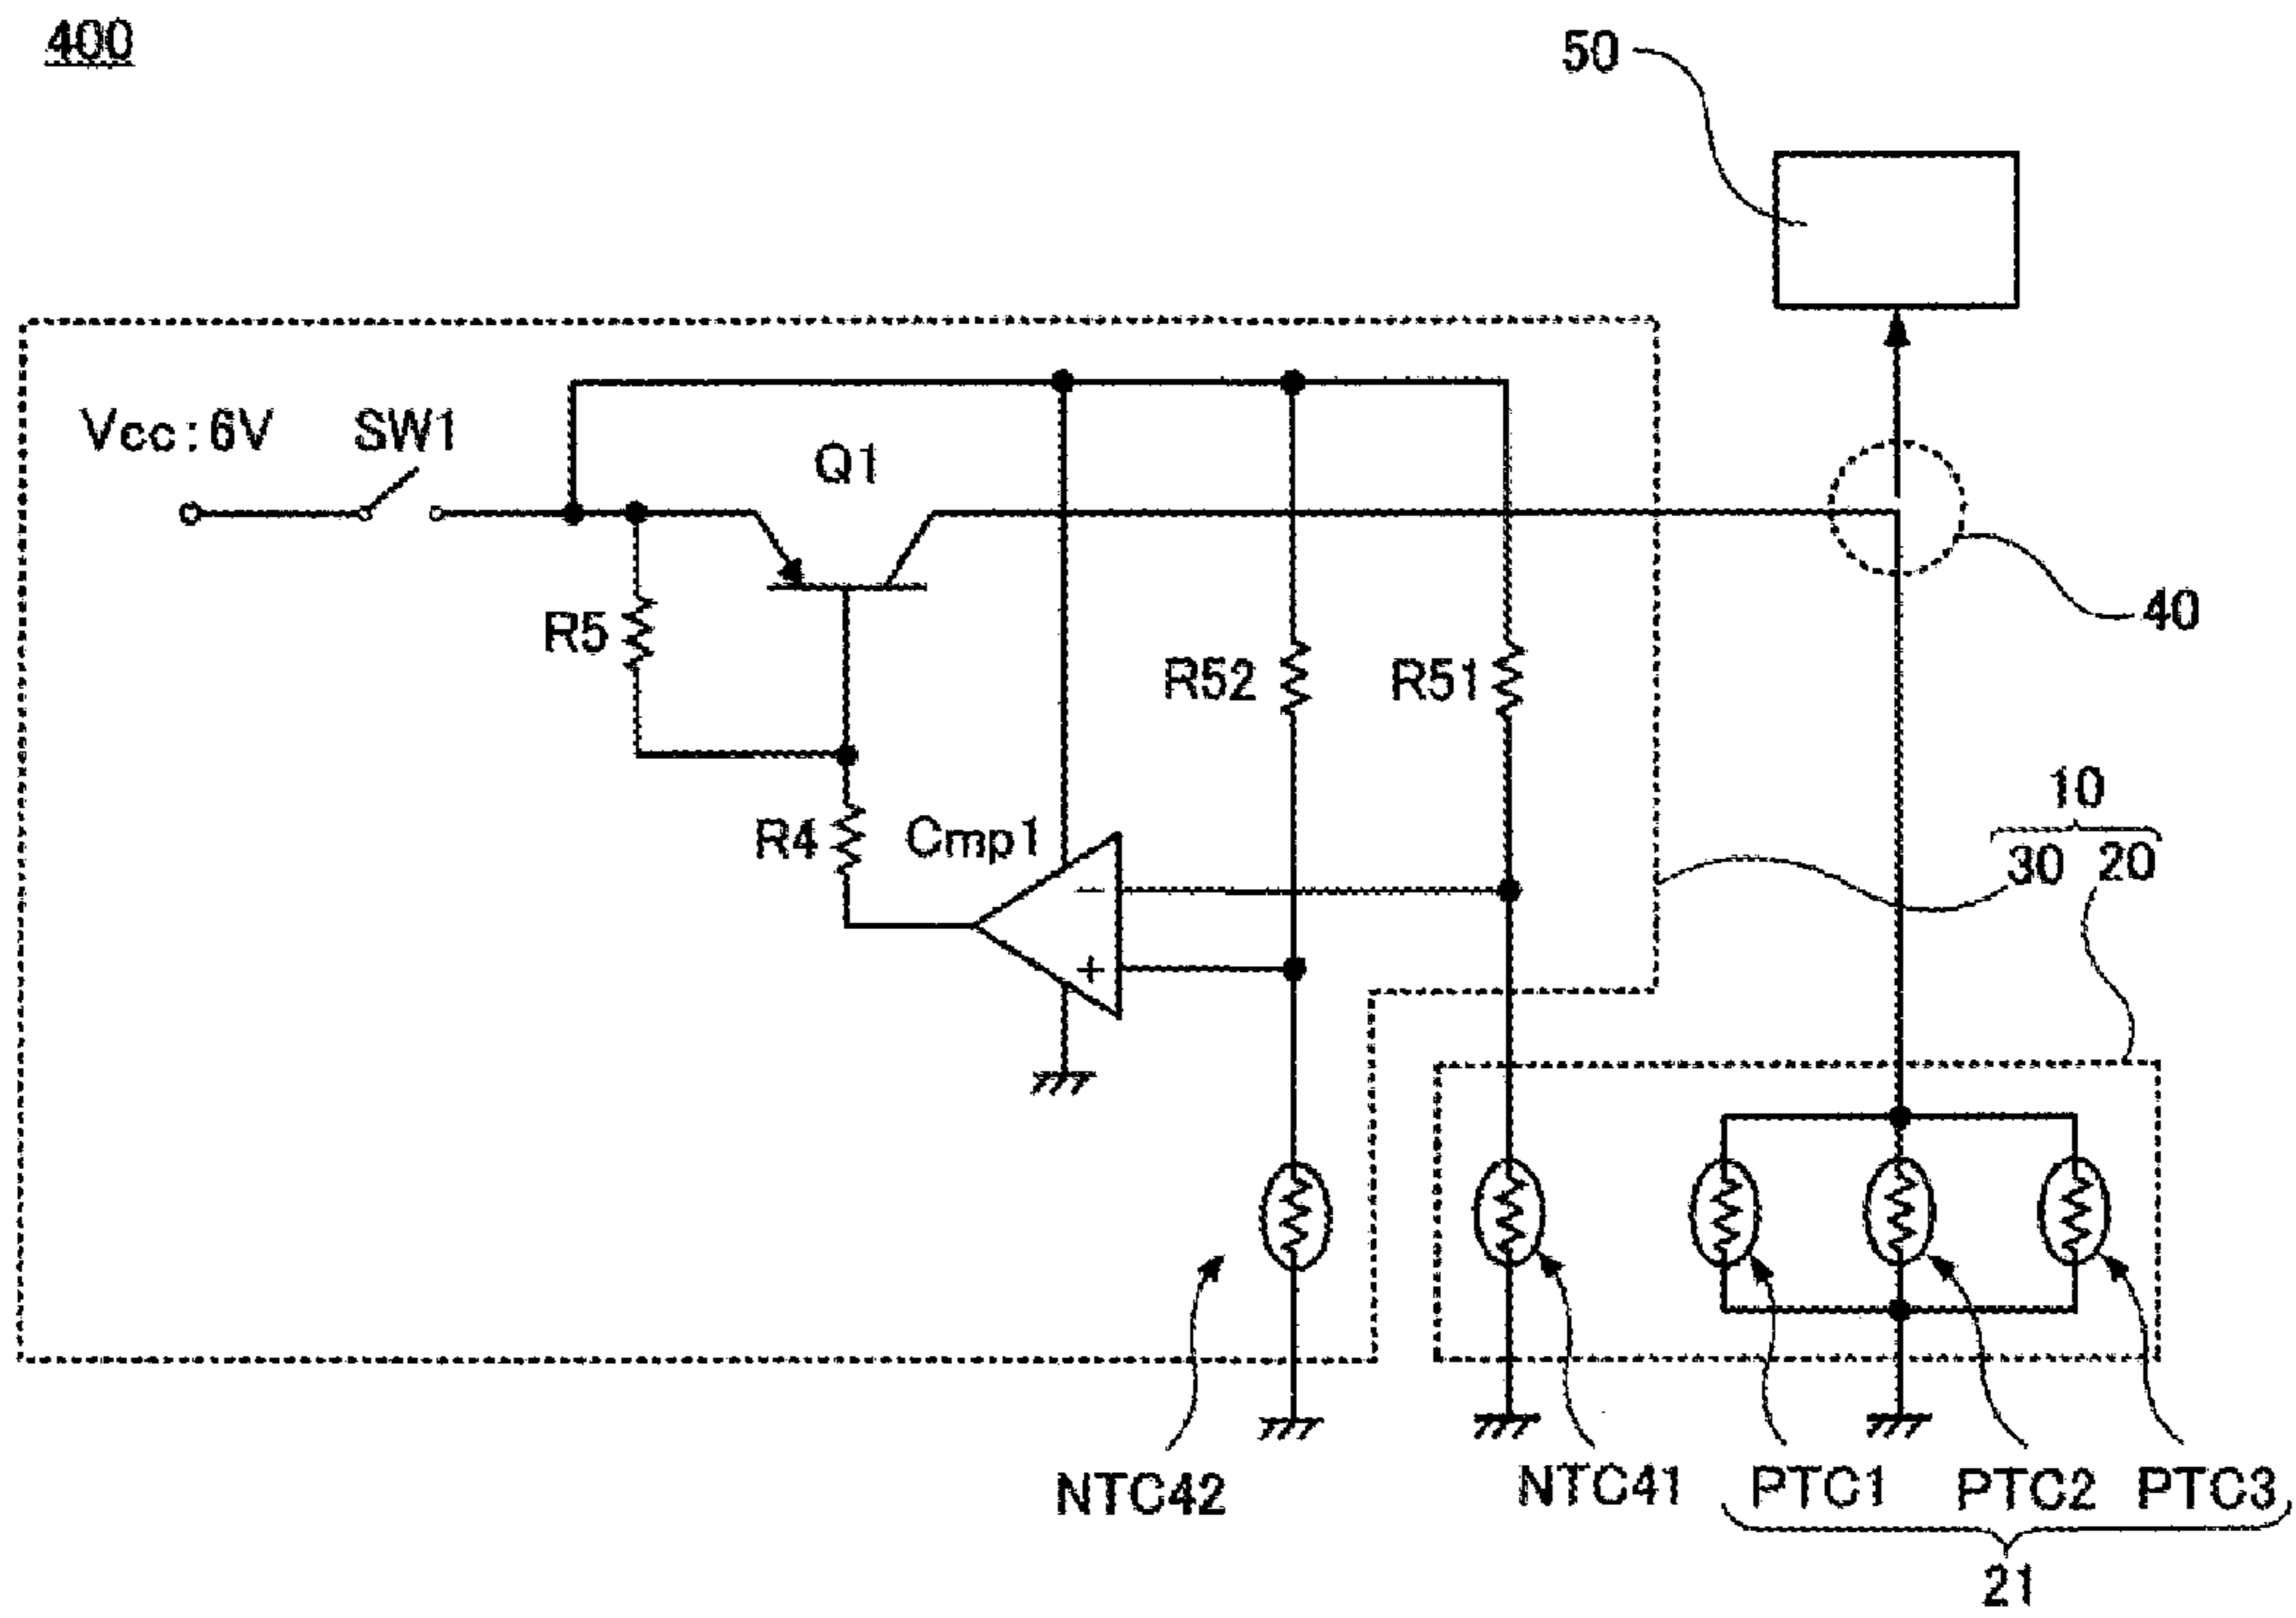 400
50
Vcc:6V SW1
Q1
40
R5
R52
R51
10
30 20
R4
Cmp1
−
+
NTC42
NTC41
PTC1 PTC2 PTC3
21